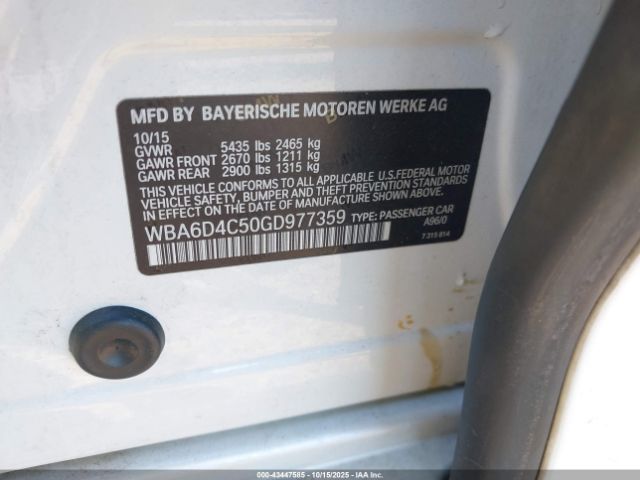 MFD BY BAYERISCHE MOTOREN WERKE AG
10/15
GVWR 5435 lbs 2465 kg
GAWR FRONT 2670 lbs 1211 kg
GAWR REAR 2900 lbs 1315 kg
THIS VEHICLE CONFORMS TO ALL APPLICABLE U.S.FEDERAL MOTOR
VEHICLE SAFETY, BUMPER AND THEFT PREVENTION STANDARDS
IN EFFECT ON THE DATE OF MANUFACTURE SHOWN ABOVE.
WBA6D4C50GD977359 TYPE: PASSENGER CAR
A96/0
7 315 814
000-43447585 - 10/15/2025 - IAA Inc.